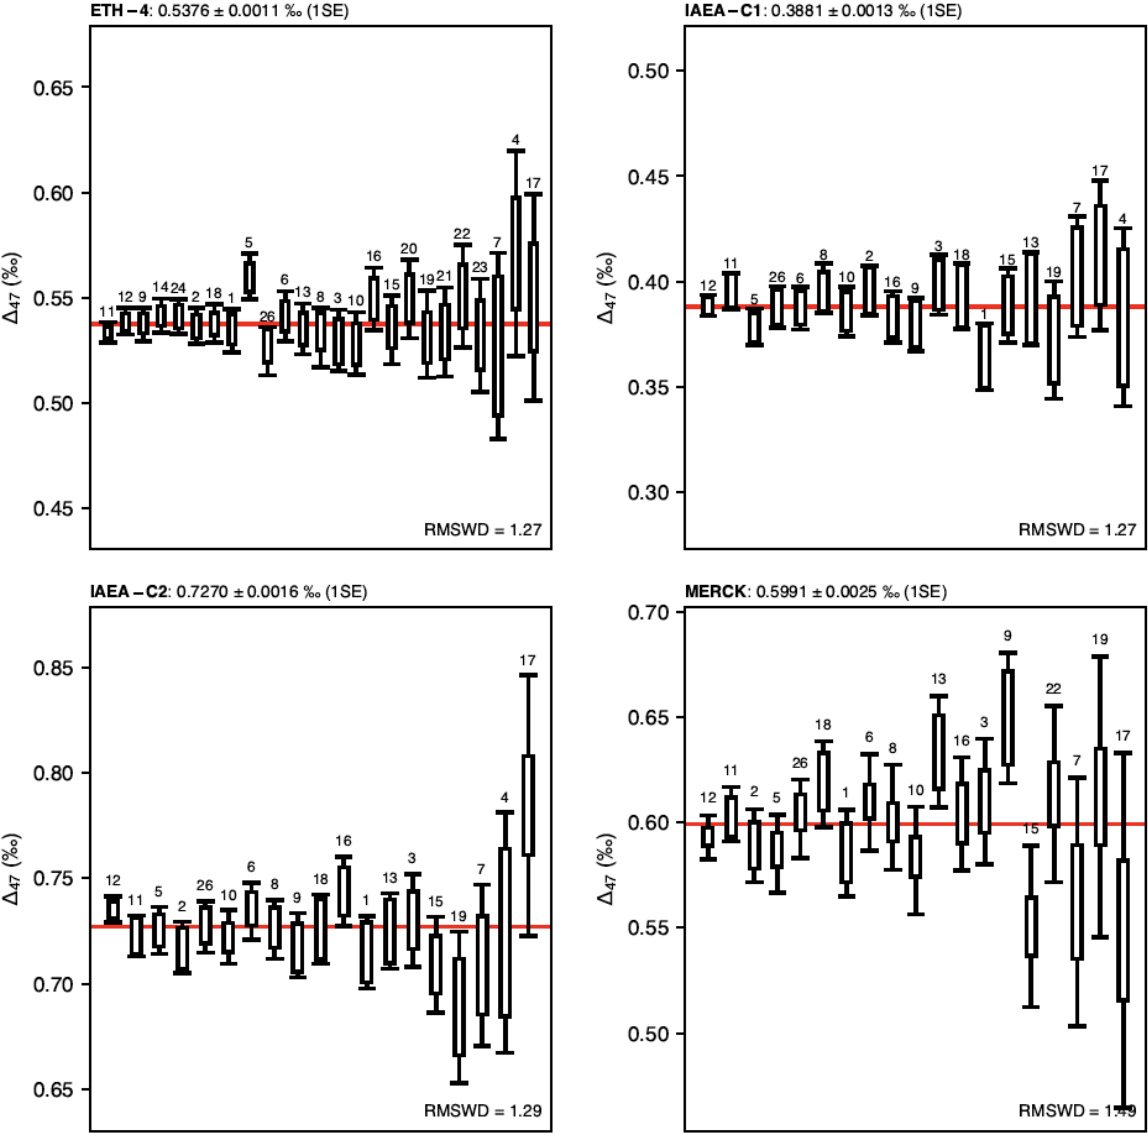 ETH – 4: 0.5376 ± 0.0011 ‰ (1SE)
0.65
0.60
0.55
0.50
0.45
Δ47 (‰)
11 12 9 14 24 2 18 1 5 26 6 13 8 3 10 16 15 20 19 21 22 23 7 4 17
RMSWD = 1.27
IAEA – C1: 0.3881 ± 0.0013 ‰ (1SE)
0.50
0.45
0.40
0.35
0.30
Δ47 (‰)
12 11 5 26 6 8 10 2 16 9 3 18 1 15 13 19 7 17 4
RMSWD = 1.27
IAEA – C2: 0.7270 ± 0.0016 ‰ (1SE)
0.85
0.80
0.75
0.70
0.65
Δ47 (‰)
12 11 5 2 26 10 6 8 9 18 16 1 13 3 15 19 7 4 17
RMSWD = 1.29
MERCK: 0.5991 ± 0.0025 ‰ (1SE)
0.70
0.65
0.60
0.55
0.50
Δ47 (‰)
12 11 2 5 26 18 1 6 8 10 13 16 3 9 15 22 7 19 17
RMSWD = 1.49